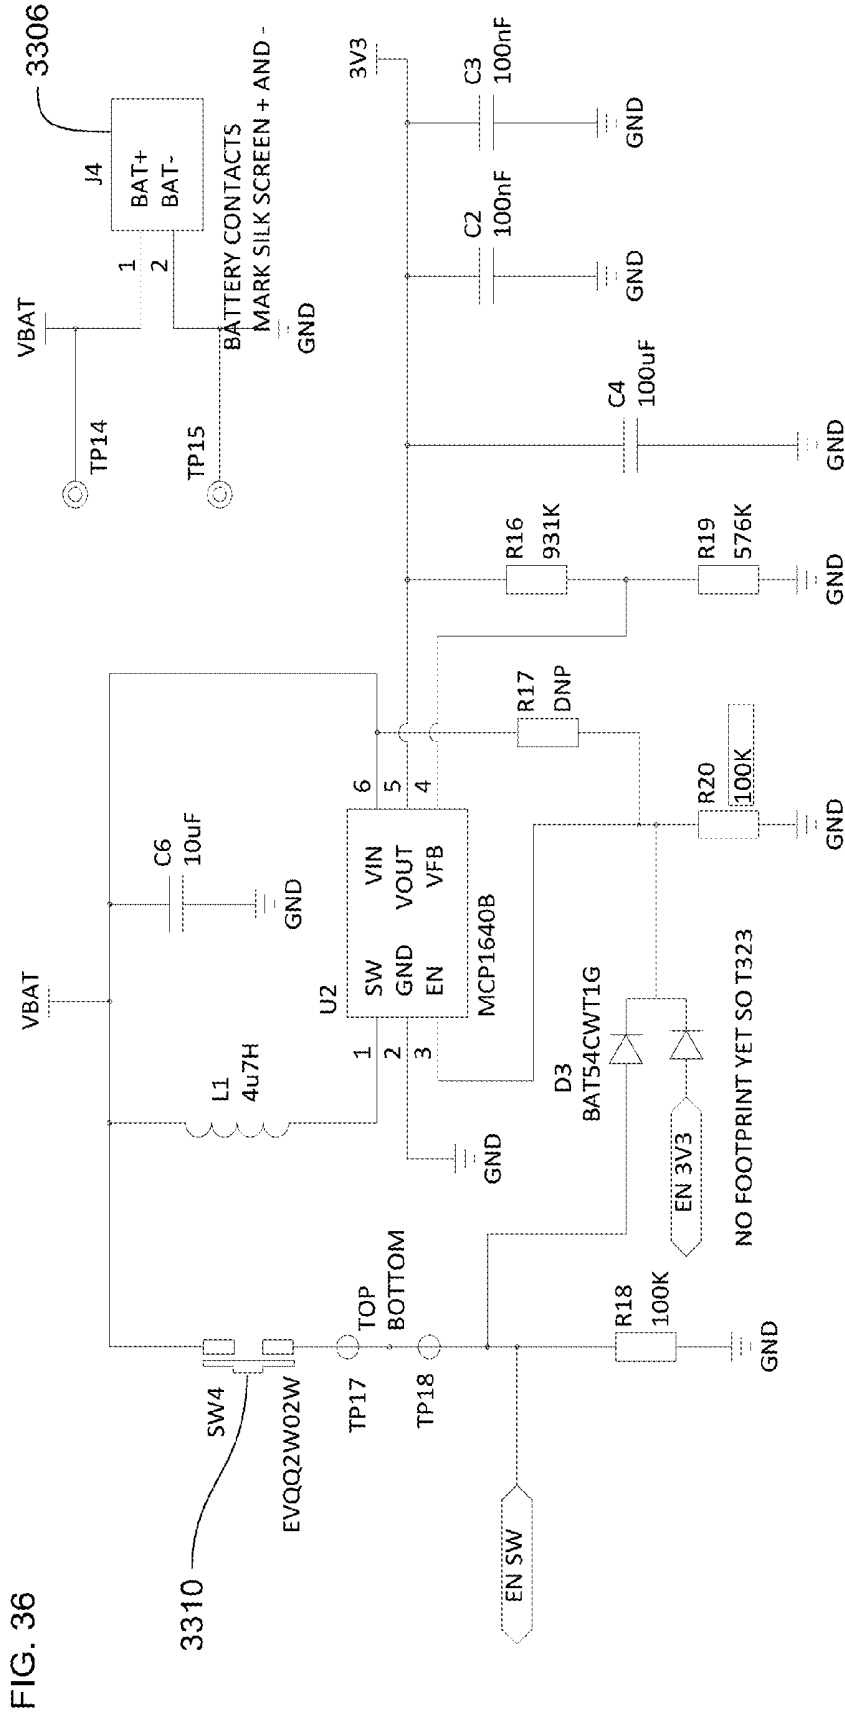 FIG. 36
3310
SW4
EVQQ2W02W
TP17
TOP
BOTTOM
TP18
EN SW
R18
100K
GND
VBAT
L1
4u7H
C6
10uF
GND
U2
SW
GND
EN
VIN
VOUT
VFB
1
2
3
6
5
4
MCP1640B
GND
D3
BAT54CWT1G
EN 3V3
NO FOOTPRINT YET SO T323
R17
DNP
R20
100K
GND
R16
931K
R19
576K
GND
C4
100uF
GND
C2
100nF
GND
C3
100nF
GND
3V3
VBAT
TP14
TP15
1
2
J4
BAT+
BAT-
3306
BATTERY CONTACTS
MARK SILK SCREEN + AND -
GND